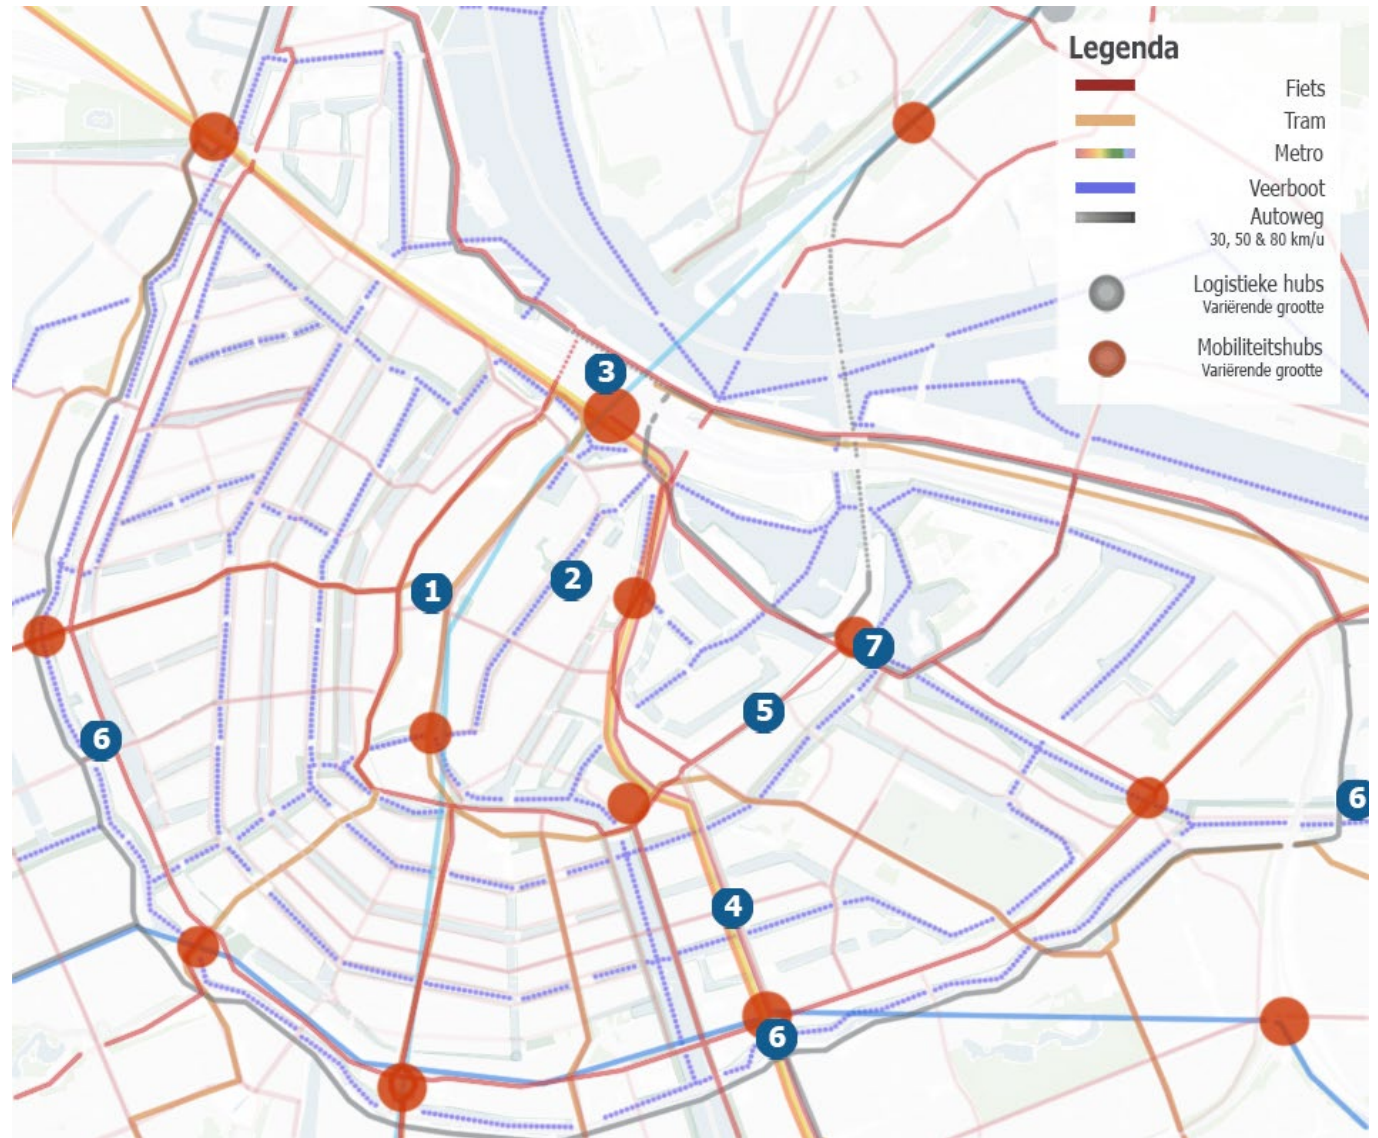 Legenda
Fiets
Tram
Metro
Veerboot
Autoweg
30, 50 & 80 km/u
Logistieke hubs
Variërende grootte
Mobiliteitshubs
Variërende grootte
3
1
2
7
5
6
6
4
6